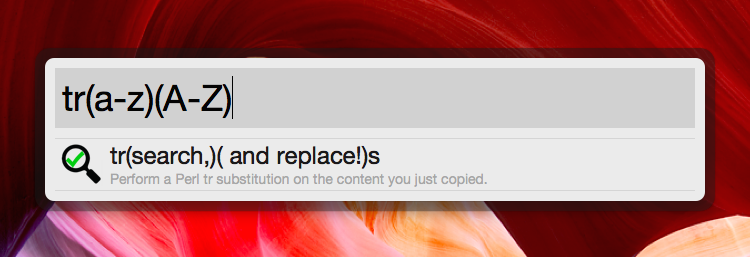 tr(a-z)(A-Z)
tr(search,)( and replace!)s
Perform a Perl tr substitution on the content you just copied.